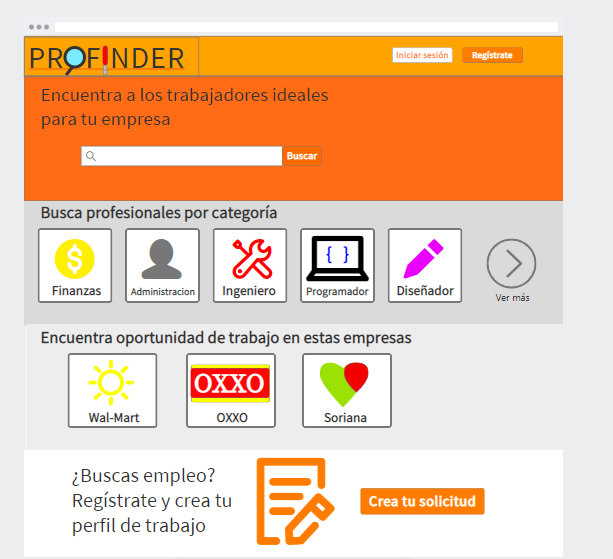 PROFINDER
Iniciar sesión
Regístrate
Encuentra a los trabajadores ideales
para tu empresa
Buscar
Busca profesionales por categoría
$
{ }
Finanzas
Administracion
Ingeniero
Programador
Diseñador
Ver más
Encuentra oportunidad de trabajo en estas empresas
OXXO
Wal-Mart
OXXO
Soriana
¿Buscas empleo?
Regístrate y crea tu
perfil de trabajo
Crea tu solicitud